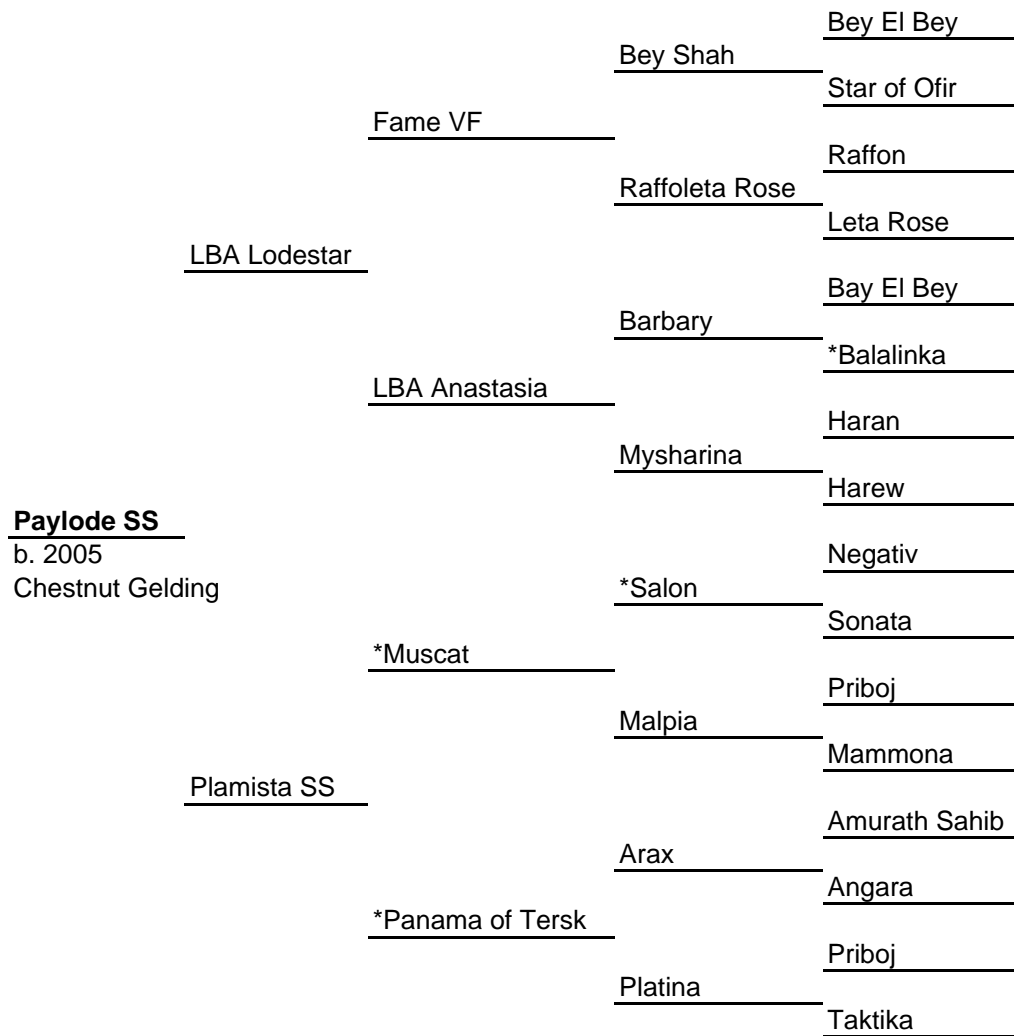 Bey El Bey
Bey Shah
Star of Ofir
Fame VF
Raffon
Raffoleta Rose
Leta Rose
LBA Lodestar
Bay El Bey
Barbary
*Balalinka
LBA Anastasia
Haran
Mysharina
Harew
Paylode SS
b. 2005
Chestnut Gelding
Negativ
*Salon
Sonata
*Muscat
Priboj
Malpia
Mammona
Plamista SS
Amurath Sahib
Arax
Angara
*Panama of Tersk
Priboj
Platina
Taktika